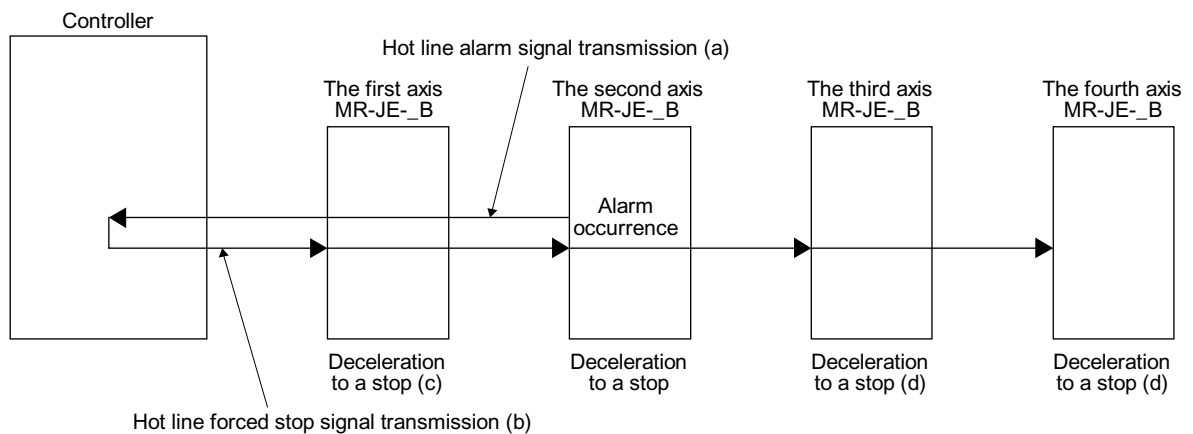 Controller
Hot line alarm signal transmission (a)
The first axis
MR-JE-_B
The second axis
MR-JE-_B
The third axis
MR-JE-_B
The fourth axis
MR-JE-_B
Alarm
occurrence
Deceleration
to a stop (c)
Deceleration
to a stop
Deceleration
to a stop (d)
Deceleration
to a stop (d)
Hot line forced stop signal transmission (b)